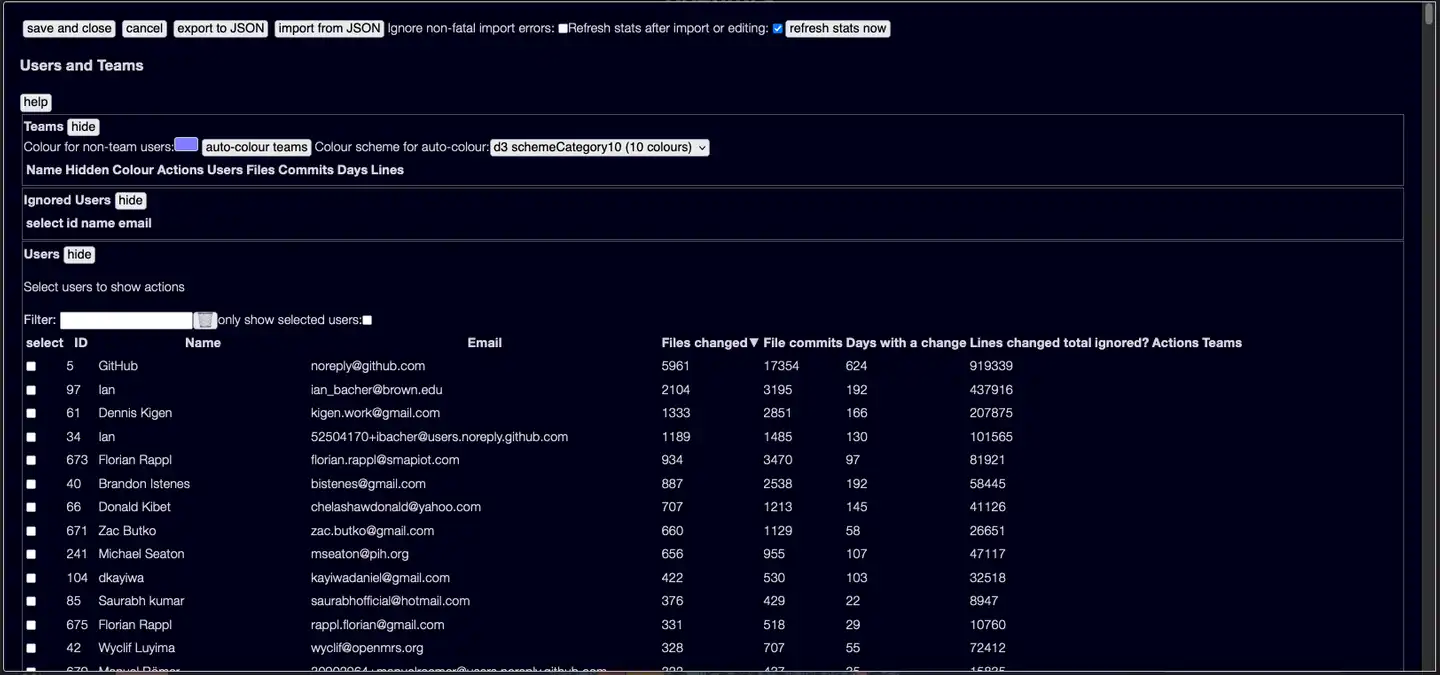 save and close cancel export to JSON import from JSON Ignore non-fatal import errors: Refresh stats after import or editing: refresh stats now
Users and Teams
help
Teams hide
Colour for non-team users: auto-colour teams Colour scheme for auto-colour: d3 schemeCategory10 (10 colours)
Name Hidden Colour Actions Users Files Commits Days Lines
Ignored Users hide
select id name email
Users hide
Select users to show actions
Filter: only show selected users:
select ID Name Email Files changed▼ File commits Days with a change Lines changed total ignored? Actions Teams
5 GitHub noreply@github.com 5961 17354 624 919339
97 Ian ian_bacher@brown.edu 2104 3195 192 437916
61 Dennis Kigen kigen.work@gmail.com 1333 2851 166 207875
34 Ian 52504170+ibacher@users.noreply.github.com 1189 1485 130 101565
673 Florian Rappl florian.rappl@smapiot.com 934 3470 97 81921
40 Brandon Istenes bistenes@gmail.com 887 2538 192 58445
66 Donald Kibet chelashawdonald@yahoo.com 707 1213 145 41126
671 Zac Butko zac.butko@gmail.com 660 1129 58 26651
241 Michael Seaton mseaton@pih.org 656 955 107 47117
104 dkayiwa kayiwadaniel@gmail.com 422 530 103 32518
85 Saurabh kumar saurabhofficial@hotmail.com 376 429 22 8947
675 Florian Rappl rappl.florian@gmail.com 331 518 29 10760
42 Wyclif Luyima wyclif@openmrs.org 328 707 55 72412